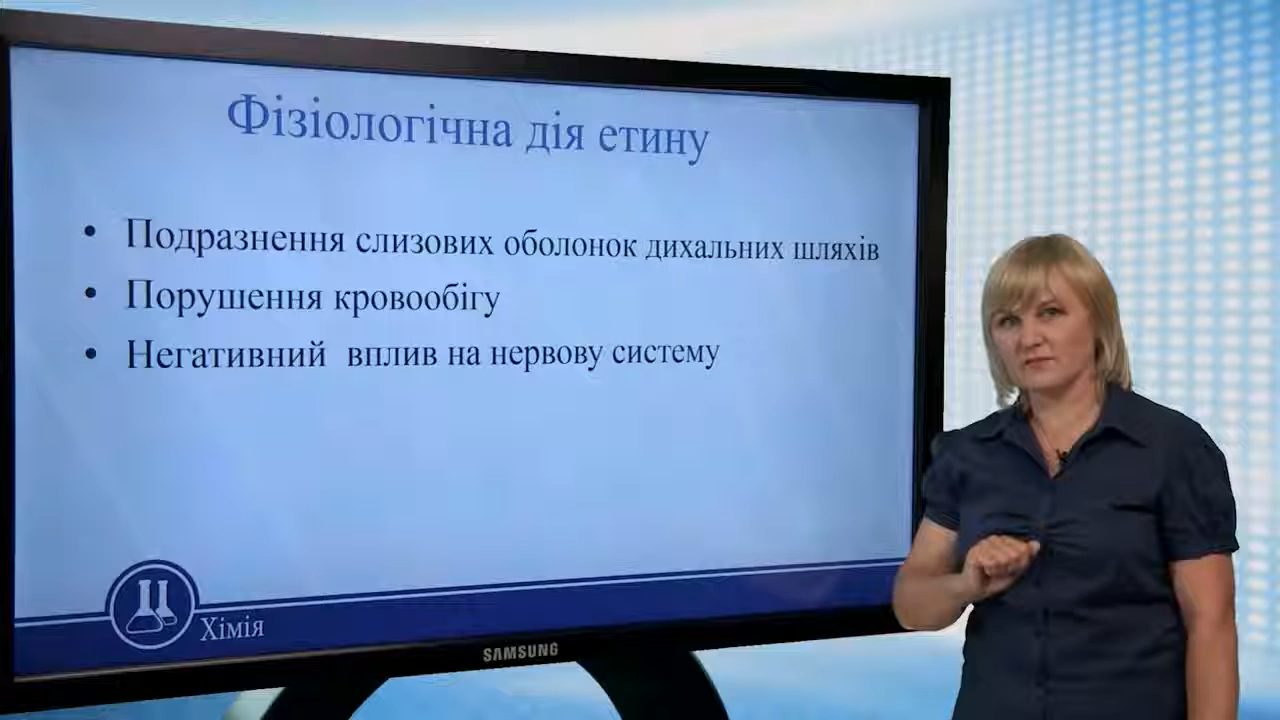 Фізіологічна дія етину
• Подразнення слизових оболонок дихальних шляхів
• Порушення кровообігу
• Негативний вплив на нервову систему
Хімія
SAMSUNG